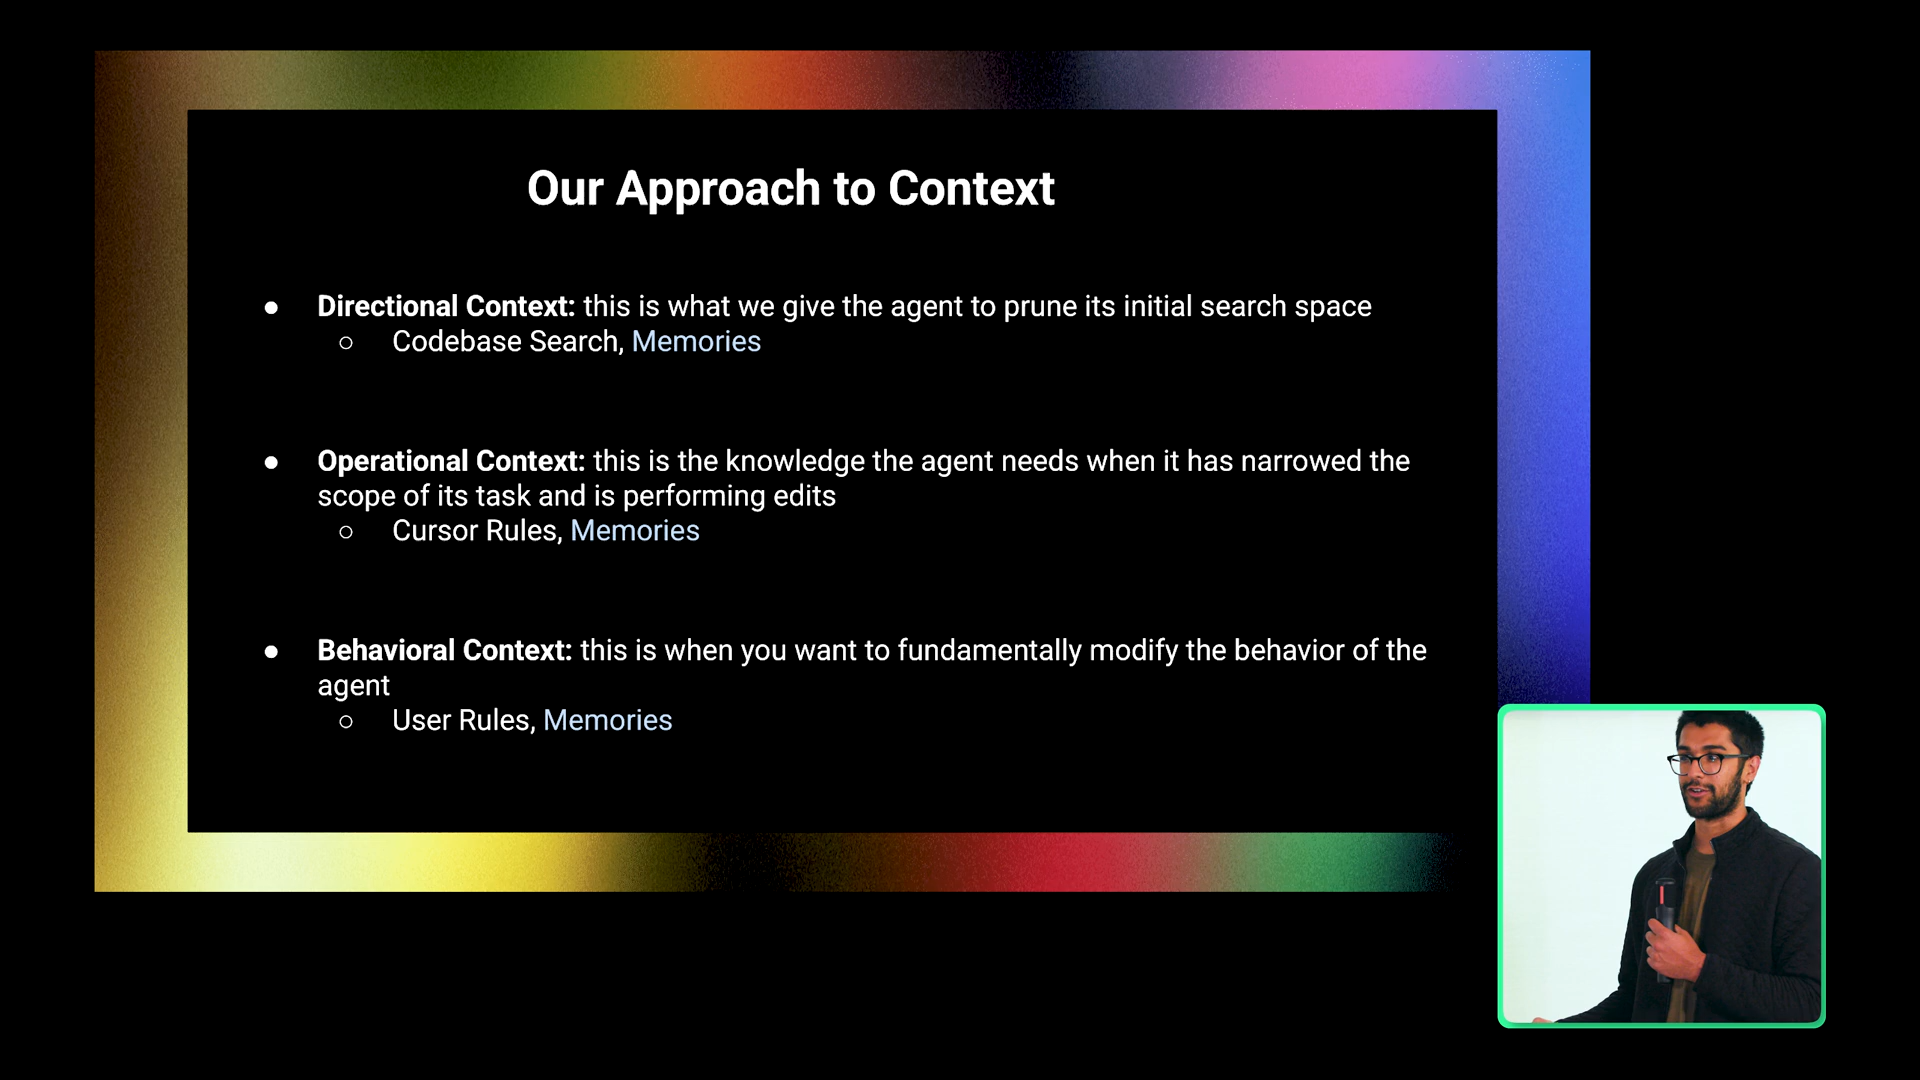 Our Approach to Context
● Directional Context: this is what we give the agent to prune its initial search space
○ Codebase Search, Memories
● Operational Context: this is the knowledge the agent needs when it has narrowed the
scope of its task and is performing edits
○ Cursor Rules, Memories
● Behavioral Context: this is when you want to fundamentally modify the behavior of the
agent
○ User Rules, Memories